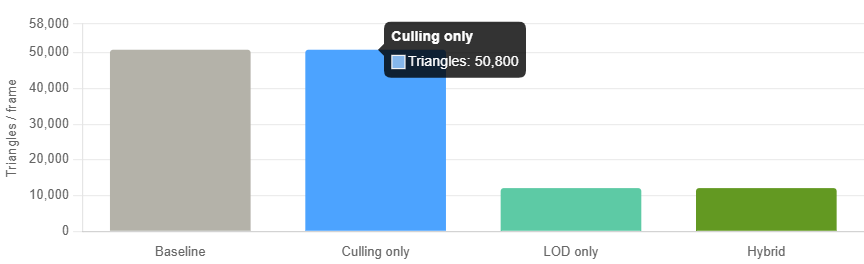 58,000
50,000
40,000
30,000
20,000
10,000
0
Triangles / frame
Culling only
Triangles: 50,800
Baseline
Culling only
LOD only
Hybrid